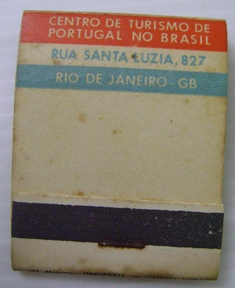 CENTRO DE TURISMO DE
PORTUGAL NO BRASIL
RUA SANTA LUZIA, 827
RIO DE JANEIRO - GB